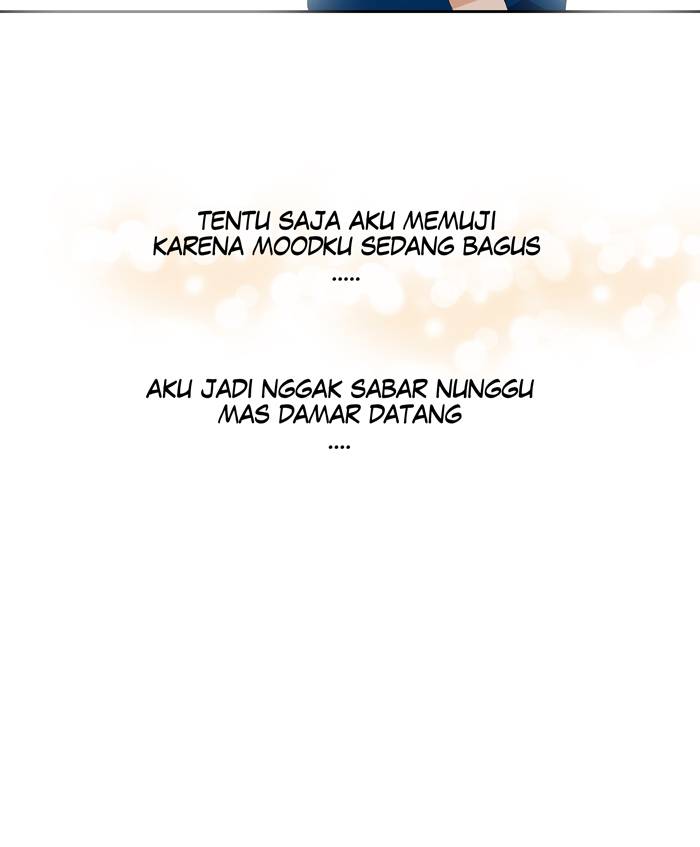 TENTU SAJA AKU MEMUJI
KARENA MOODKU SEDANG BAGUS
.....
AKU JADI NGGAK SABAR NUNGGU
MAS DAMAR DATANG
....